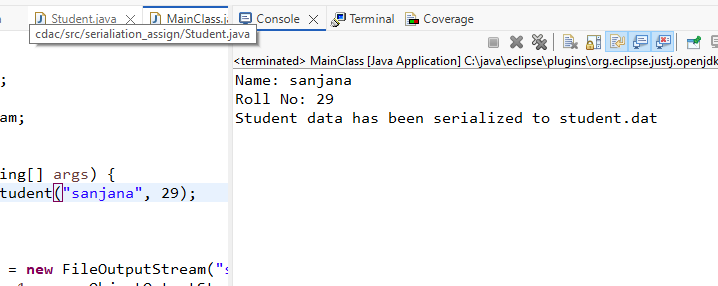 Student.java MainClass.ja Console Terminal Coverage
cdac/src/serialiation_assign/Student.java
<terminated> MainClass [Java Application] C:\java\eclipse\plugins\org.eclipse.justj.openjdk
Name: sanjana
Roll No: 29
Student data has been serialized to student.dat
;
am;
ing[] args) {
tudent("sanjana", 29);
= new FileOutputStream("s